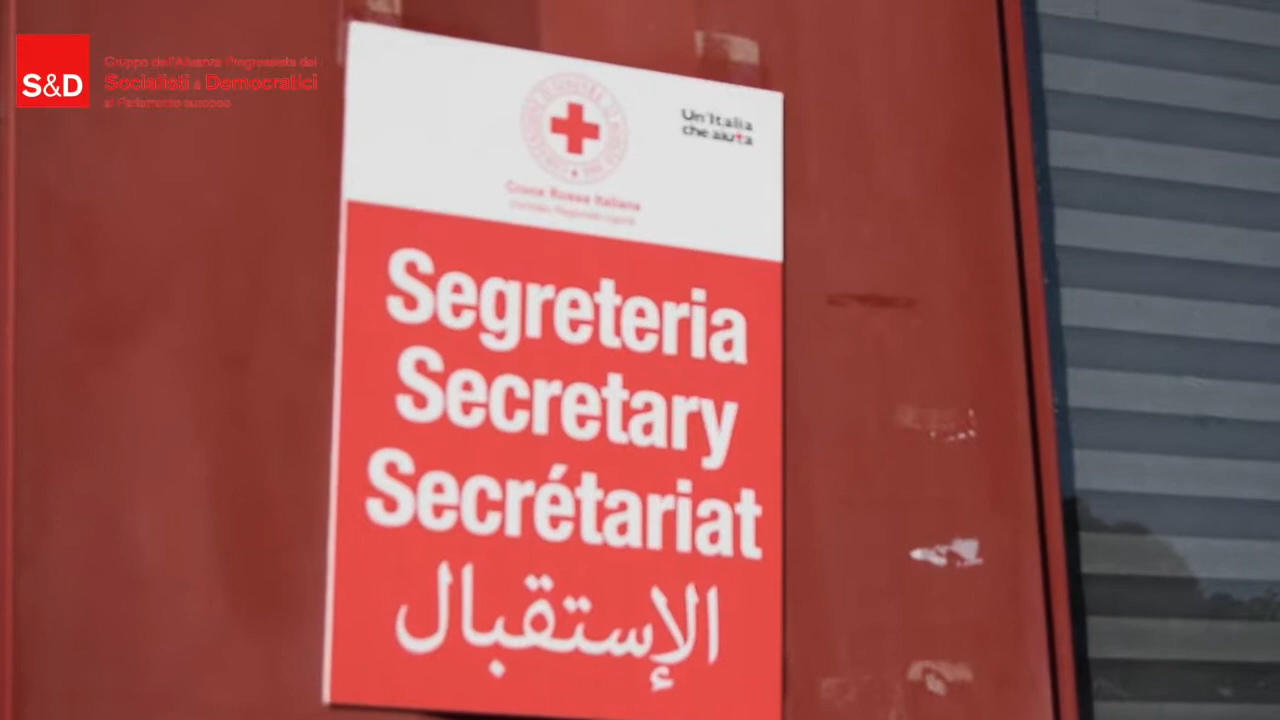 S&D
Gruppo dell'Alleanza Progressista dei
Socialisti & Democratici
al Parlamento europeo
Un'Italia
che aiuta
Croce Rossa Italiana
Segreteria
Secretary
Secrétariat
الإستقبال